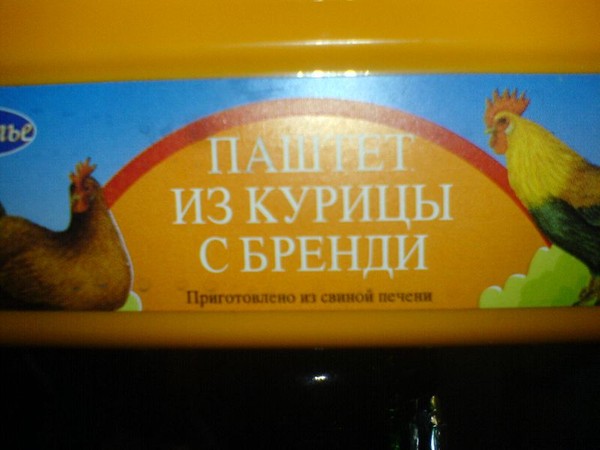 ПАШТЕТ
ИЗ КУРИЦЫ
С БРЕНДИ
Приготовлено из свиной печени